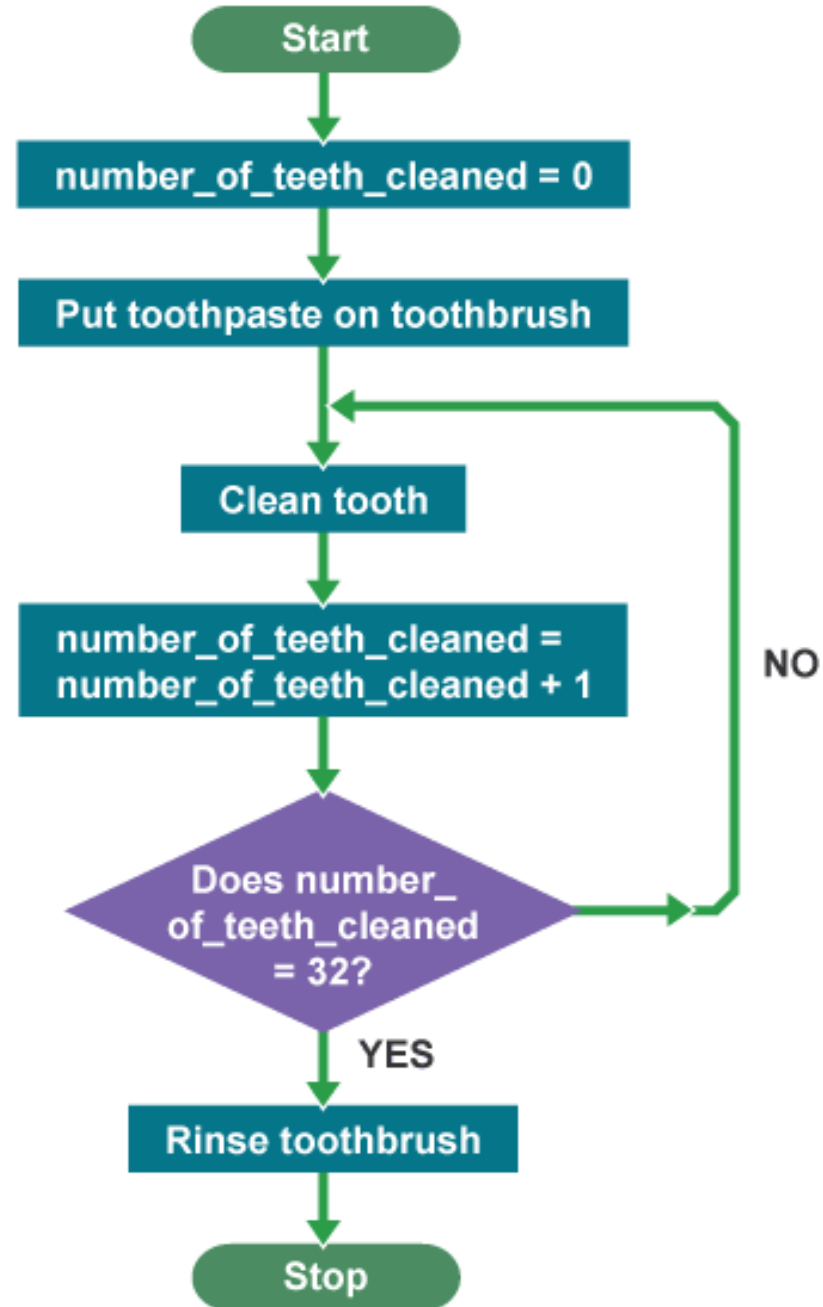 Start
number_of_teeth_cleaned = 0
Put toothpaste on toothbrush
Clean tooth
number_of_teeth_cleaned =
number_of_teeth_cleaned + 1
NO
Does number_
of_teeth_cleaned
= 32?
YES
Rinse toothbrush
Stop